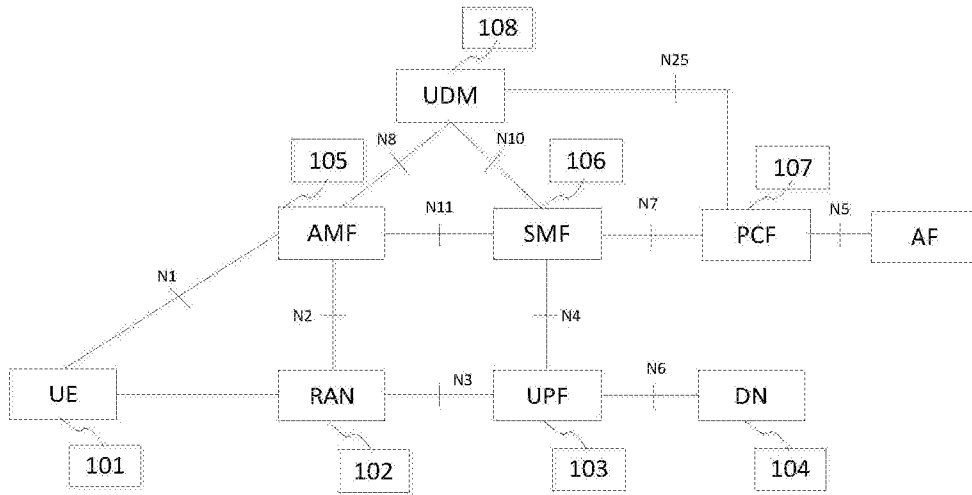 108
N25
UDM
N8
N10
105
106
107
N11
N7
N5
AMF
SMF
PCF
AF
N1
N2
N4
N3
N6
UE
RAN
UPF
DN
101
102
103
104